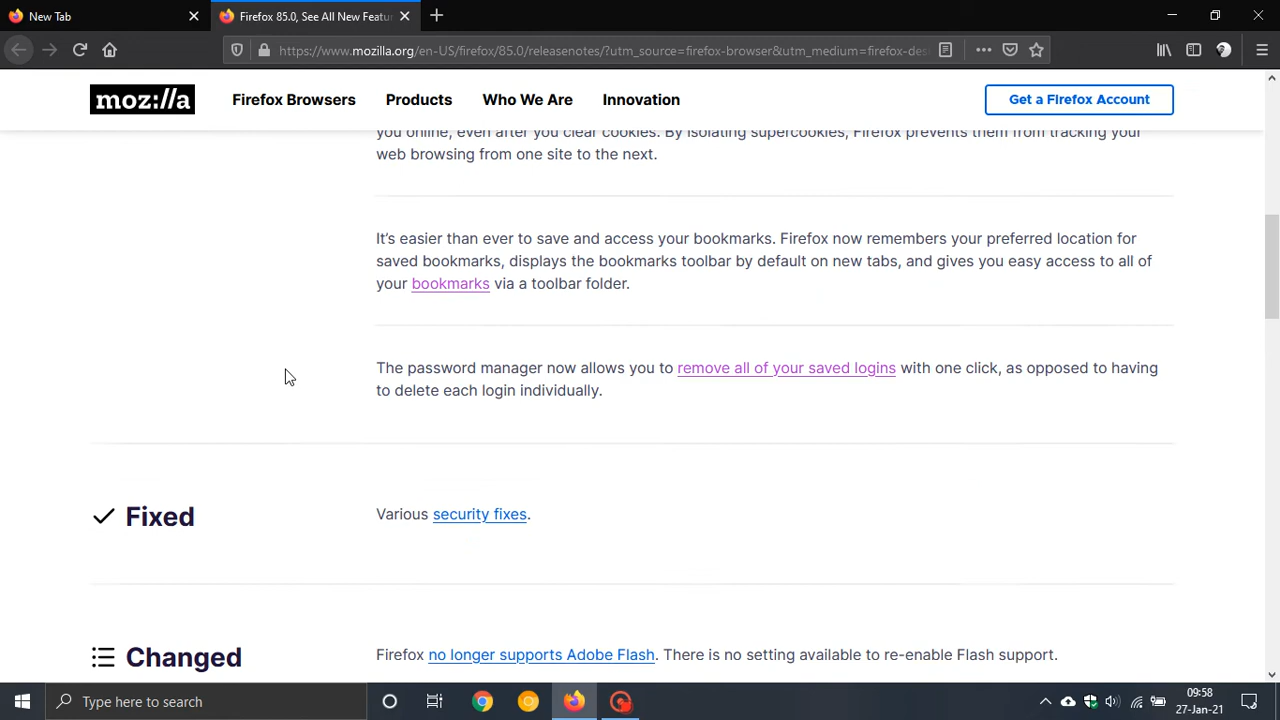 New Tab
Firefox 85.0, See All New Featu
https://www.mozilla.org/en-US/firefox/85.0/releasenotes/?utm_source=firefox-browser&utm_medium=firefox-des
moz://a
Firefox Browsers
Products
Who We Are
Innovation
Get a Firefox Account
you online, even after you clear cookies. By isolating supercookies, Firefox prevents them from tracking your
web browsing from one site to the next.
It's easier than ever to save and access your bookmarks. Firefox now remembers your preferred location for
saved bookmarks, displays the bookmarks toolbar by default on new tabs, and gives you easy access to all of
your bookmarks via a toolbar folder.
The password manager now allows you to remove all of your saved logins with one click, as opposed to having
to delete each login individually.
Fixed
Various security fixes.
Changed
Firefox no longer supports Adobe Flash. There is no setting available to re-enable Flash support.
Type here to search
09:58
27-Jan-21